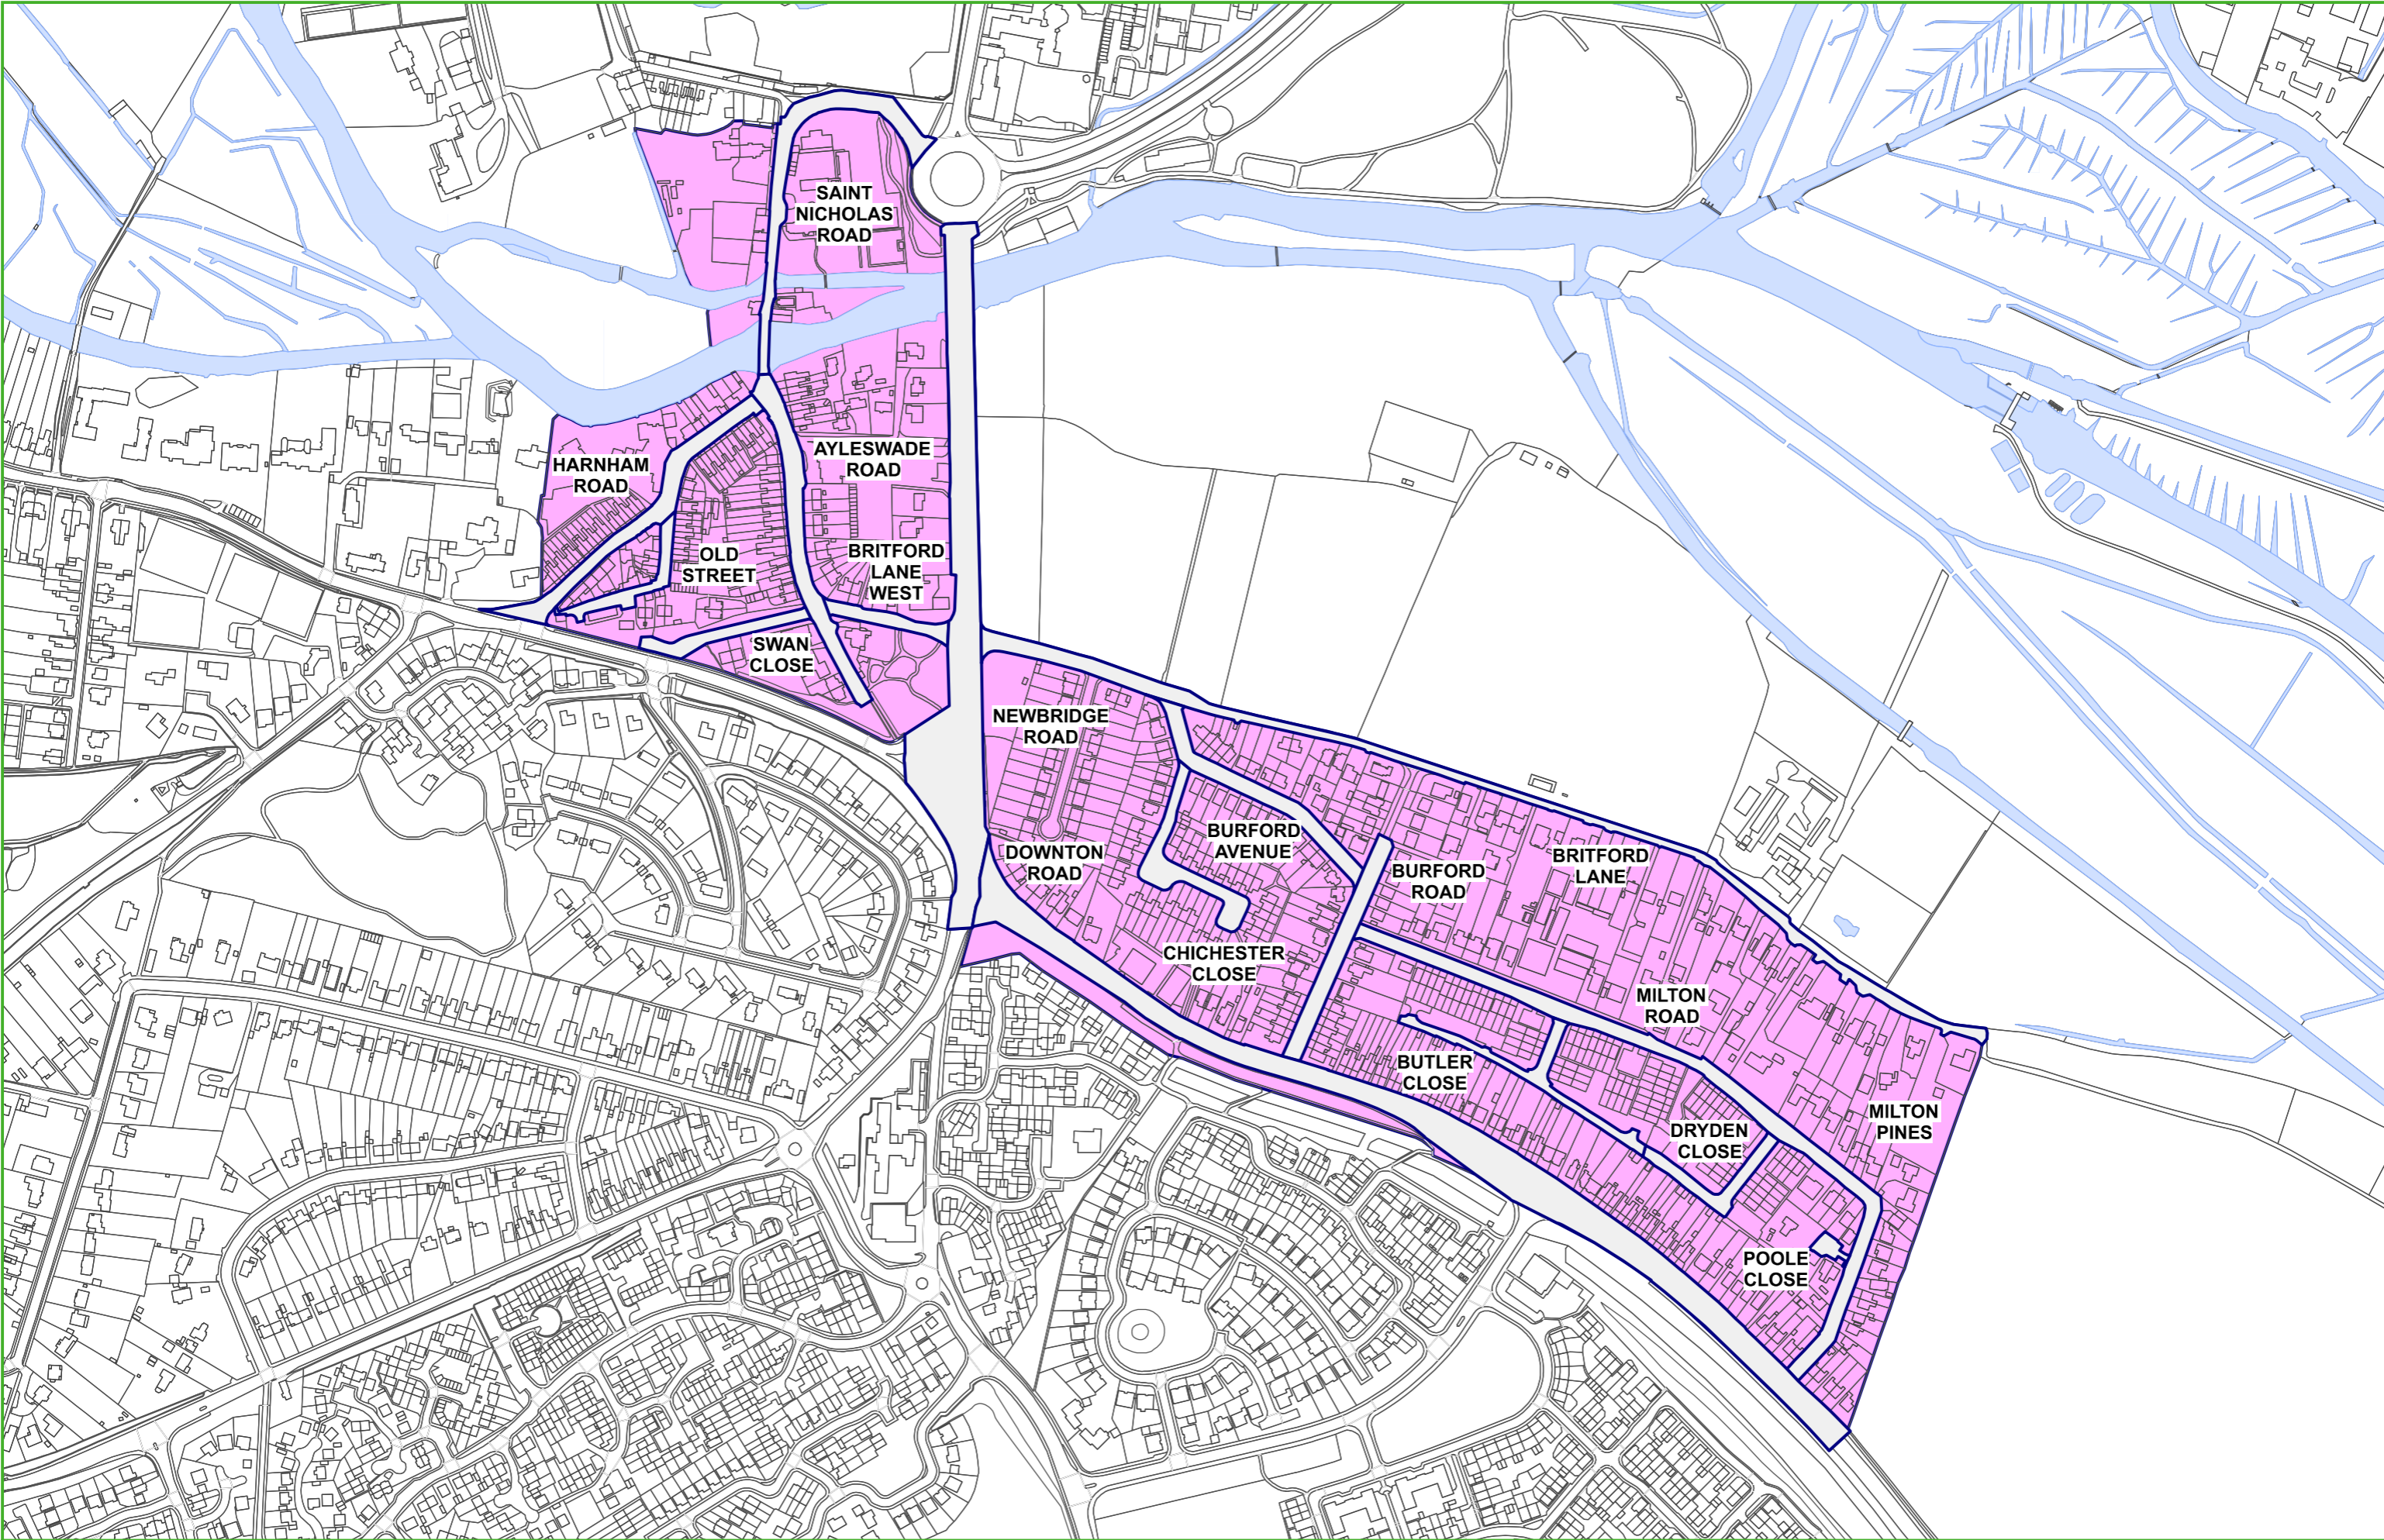 SAINT
NICHOLAS
ROAD
AYLESWADE
ROAD
HARNHAM
ROAD
OLD
STREET
BRITFORD
LANE
WEST
SWAN
CLOSE
NEWBRIDGE
ROAD
DOWNTON
ROAD
BURFORD
AVENUE
BURFORD
ROAD
BRITFORD
LANE
CHICHESTER
CLOSE
MILTON
ROAD
BUTLER
CLOSE
DRYDEN
CLOSE
MILTON
PINES
POOLE
CLOSE